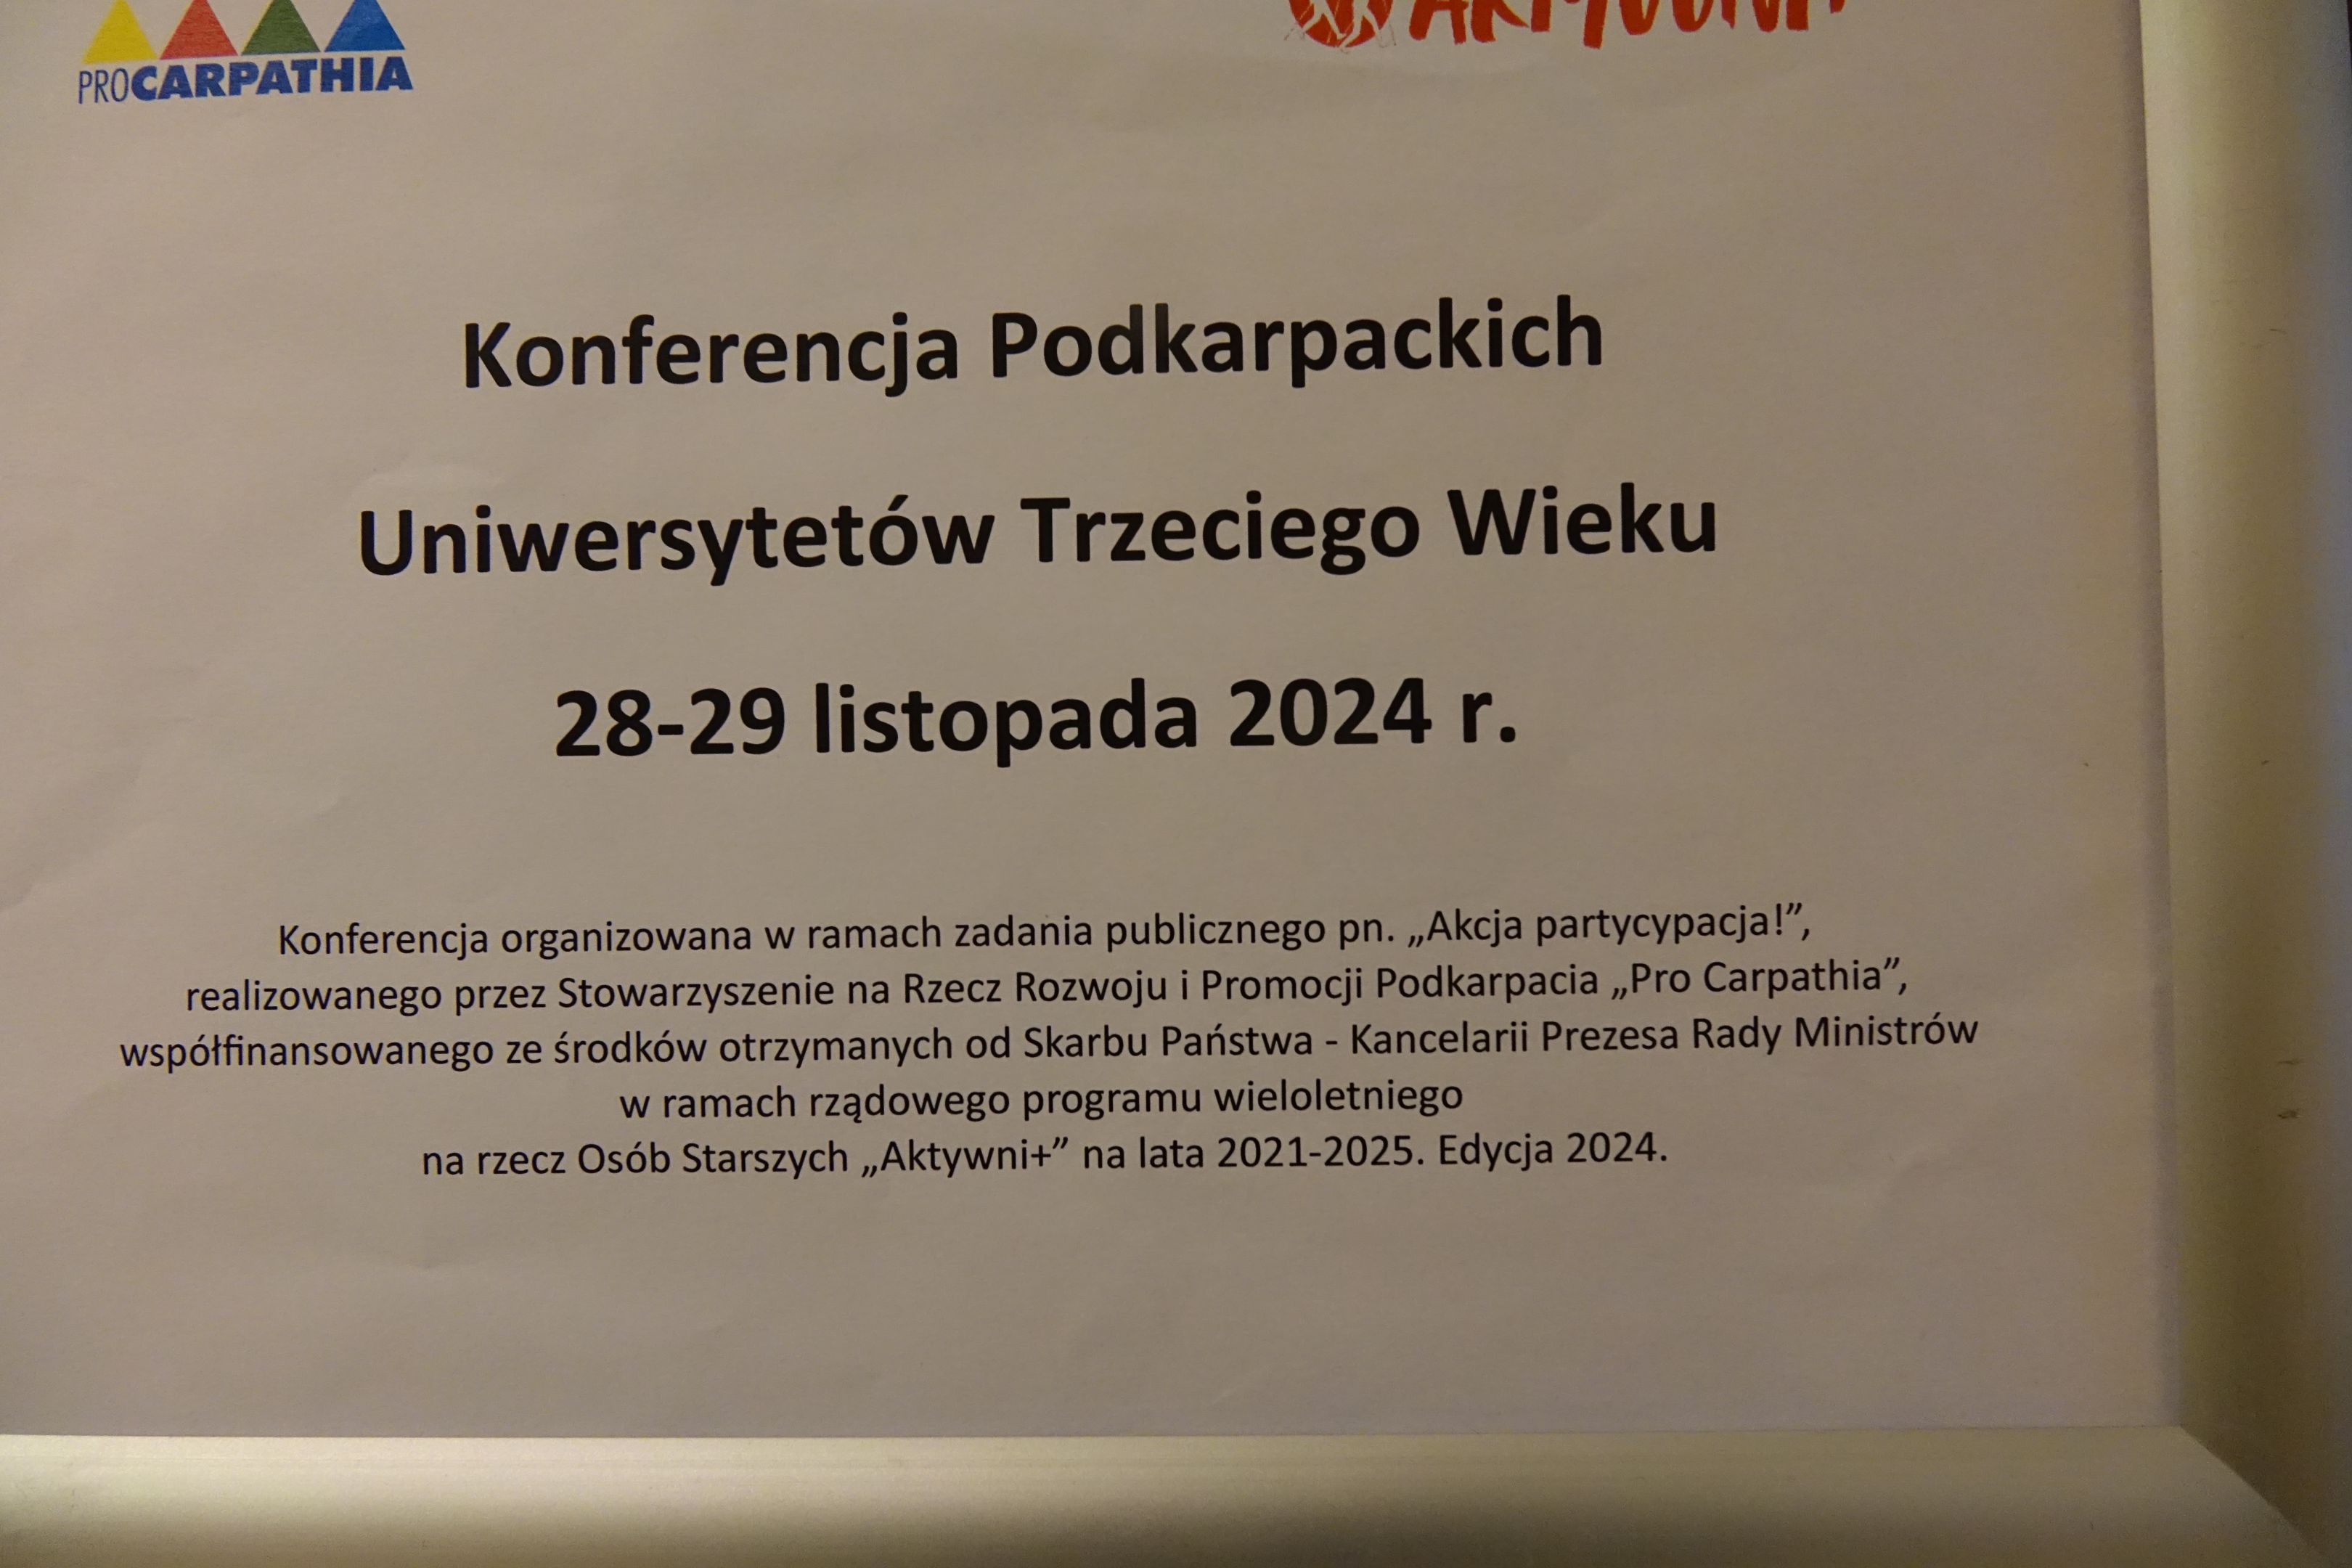 PROCARPATHIA
Konferencja Podkarpackich
Uniwersytetów Trzeciego Wieku
28-29 listopada 2024 r.
Konferencja organizowana w ramach zadania publicznego pn. „Akcja partycypacja!”,
realizowanego przez Stowarzyszenie na Rzecz Rozwoju i Promocji Podkarpacia „Pro Carpathia”,
współfinansowanego ze środków otrzymanych od Skarbu Państwa - Kancelarii Prezesa Rady Ministrów
w ramach rządowego programu wieloletniego
na rzecz Osób Starszych „Aktywni+” na lata 2021-2025. Edycja 2024.